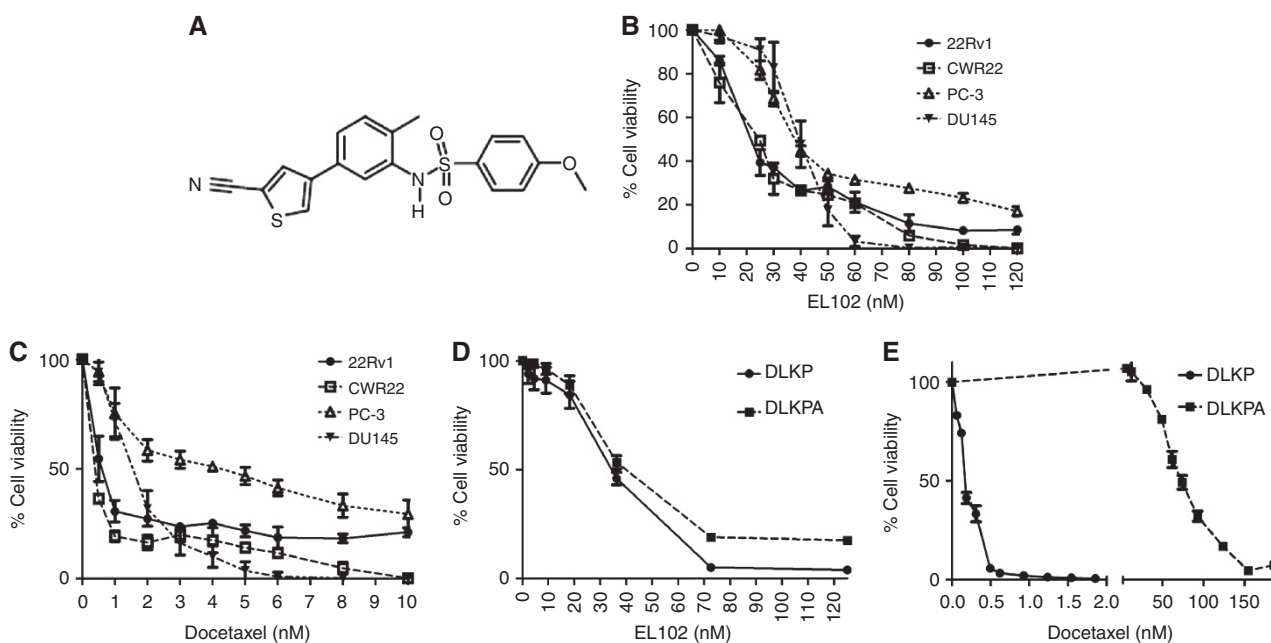 A
N
S
N
H
S
O
O
O
B
% Cell viability
100
80
60
40
20
0
22Rv1
CWR22
PC-3
DU145
0 10 20 30 40 50 60 70 80 90 100 110 120
EL102 (nM)
C
% Cell viability
100
50
0
22Rv1
CWR22
PC-3
DU145
0 1 2 3 4 5 6 7 8 9 10
Docetaxel (nM)
D
% Cell viability
100
50
0
DLKP
DLKPA
0 10 20 30 40 50 60 70 80 90 100 110 120
EL102 (nM)
E
% Cell viability
100
50
0
DLKP
DLKPA
0.0 0.5 1.0 1.5 2.0 50 100 150
Docetaxel (nM)